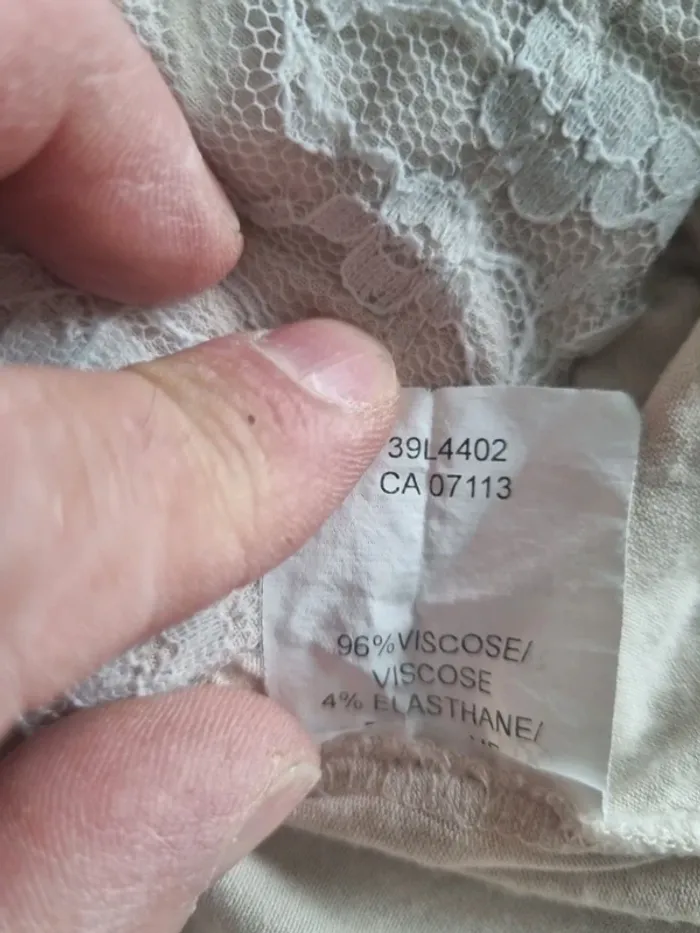 39L4402
CA 07113
96%VISCOSE/
VISCOSE
4% ELASTHANE/